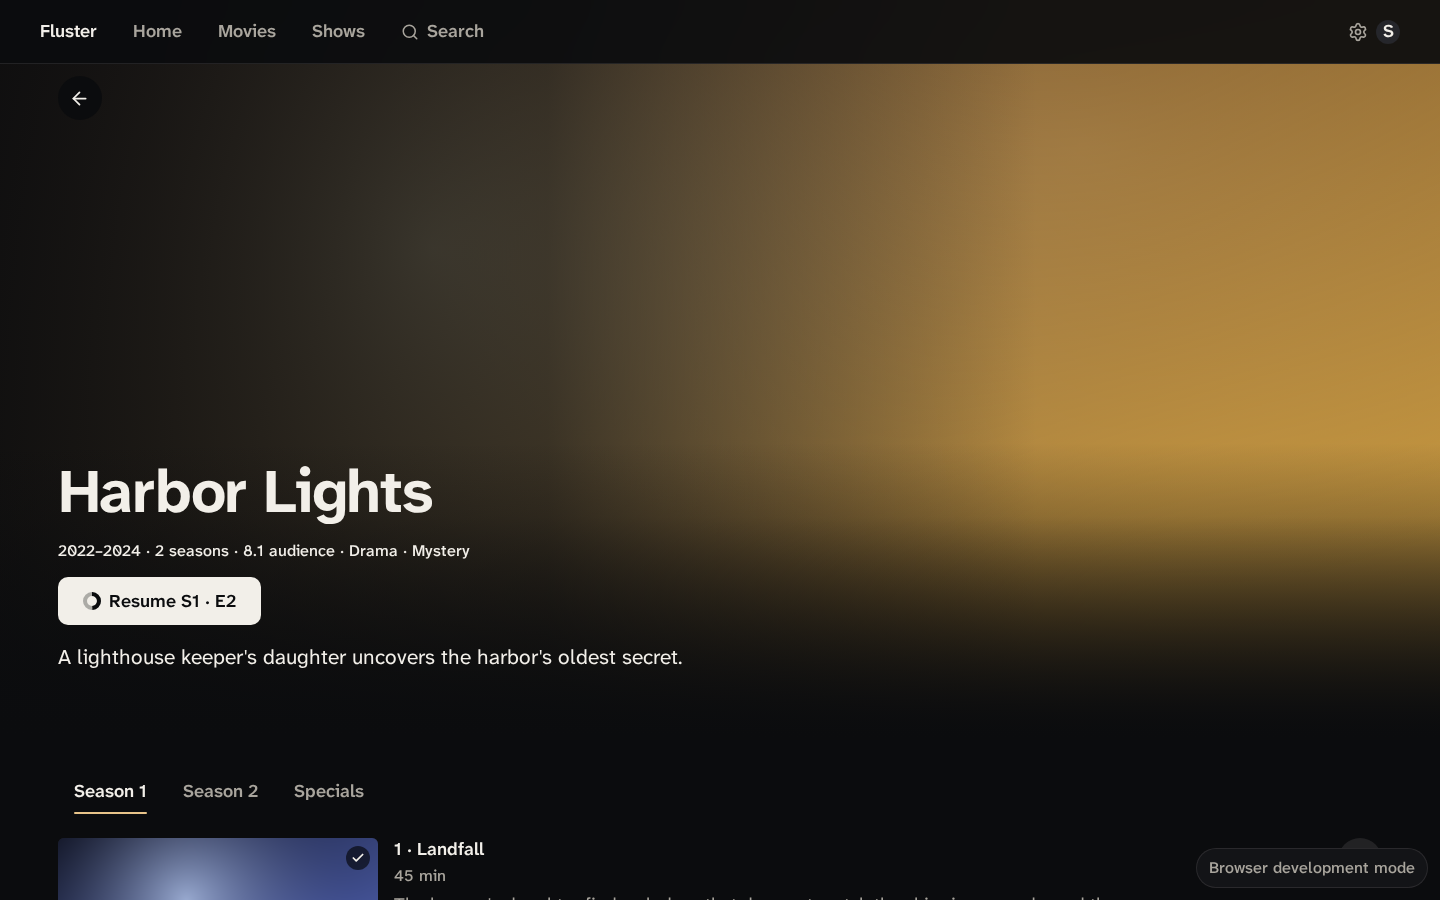 Fluster Home Movies Shows Search S
Harbor Lights
2022–2024 · 2 seasons · 8.1 audience · Drama · Mystery
Resume S1 · E2
A lighthouse keeper's daughter uncovers the harbor's oldest secret.
Season 1 Season 2 Specials
1 · Landfall
45 min
Browser development mode